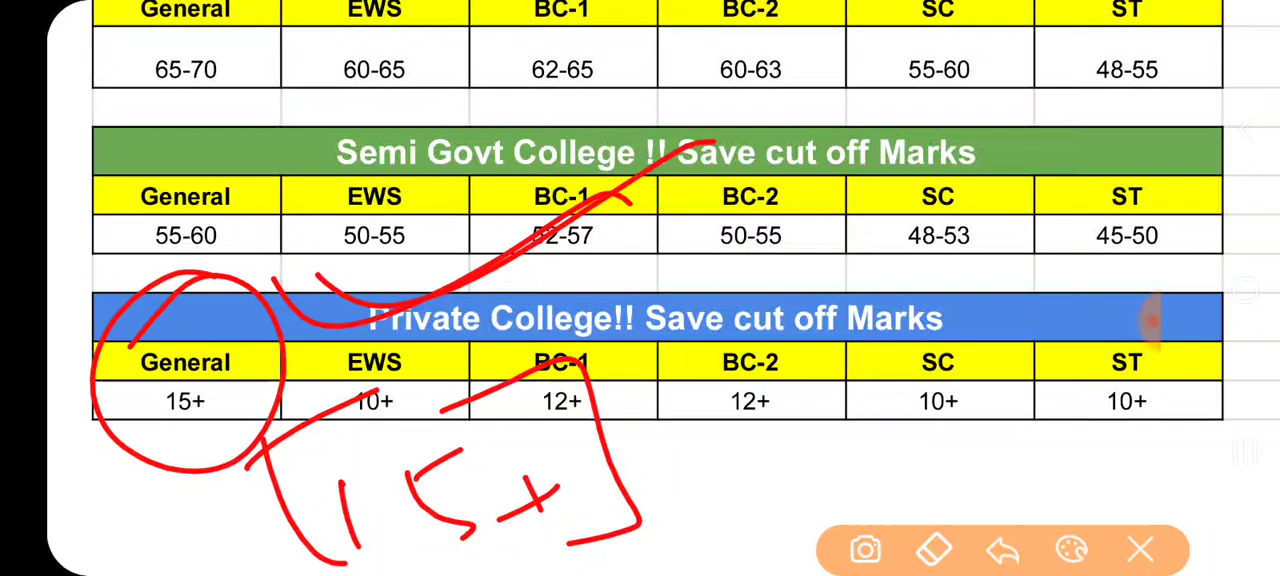 General EWS BC-1 BC-2 SC ST
65-70 60-65 62-65 60-63 55-60 48-55
Semi Govt College !! Save cut off Marks
General EWS BC-1 BC-2 SC ST
55-60 50-55 52-57 50-55 48-53 45-50
Private College!! Save cut off Marks
General EWS BC-1 BC-2 SC ST
15+ 10+ 12+ 12+ 10+ 10+
15+